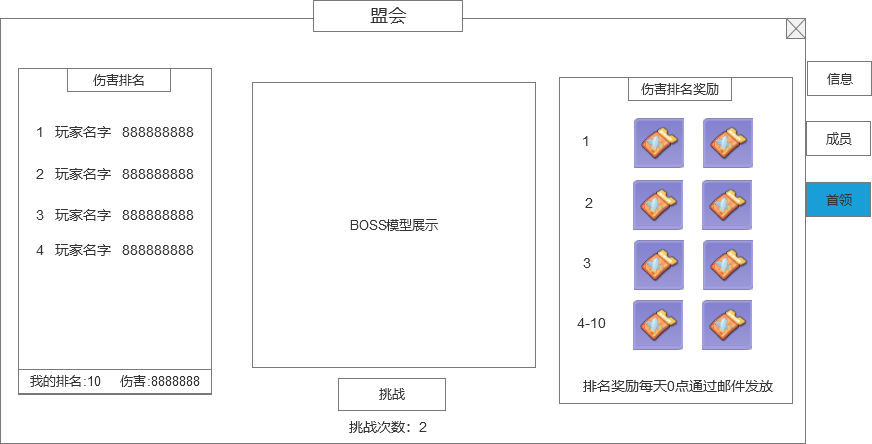 盟会
伤害排名
1 玩家名字 888888888
2 玩家名字 888888888
3 玩家名字 888888888
4 玩家名字 888888888
我的排名:10 伤害:8888888
BOSS模型展示
挑战
挑战次数：2
伤害排名奖励
1
2
3
4-10
排名奖励每天0点通过邮件发放
信息
成员
首领